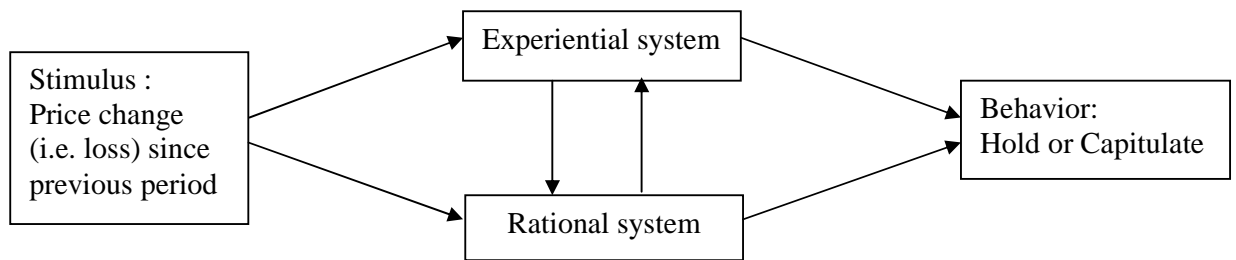 Stimulus :
Price change
(i.e. loss) since
previous period
Experiential system
Rational system
Behavior:
Hold or Capitulate